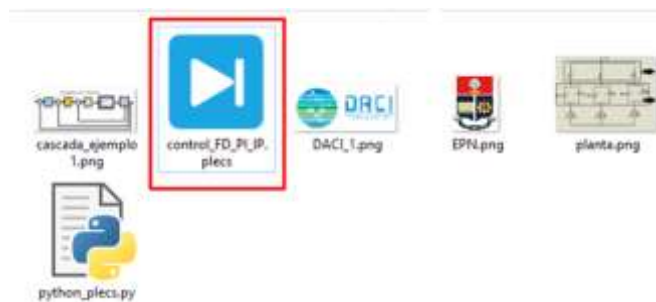 DACI
cascada_ejemplo
1.png
control_FD_PI_IP.
plecs
DACI_1.png
EPN.png
planta.png
python_plecs.py